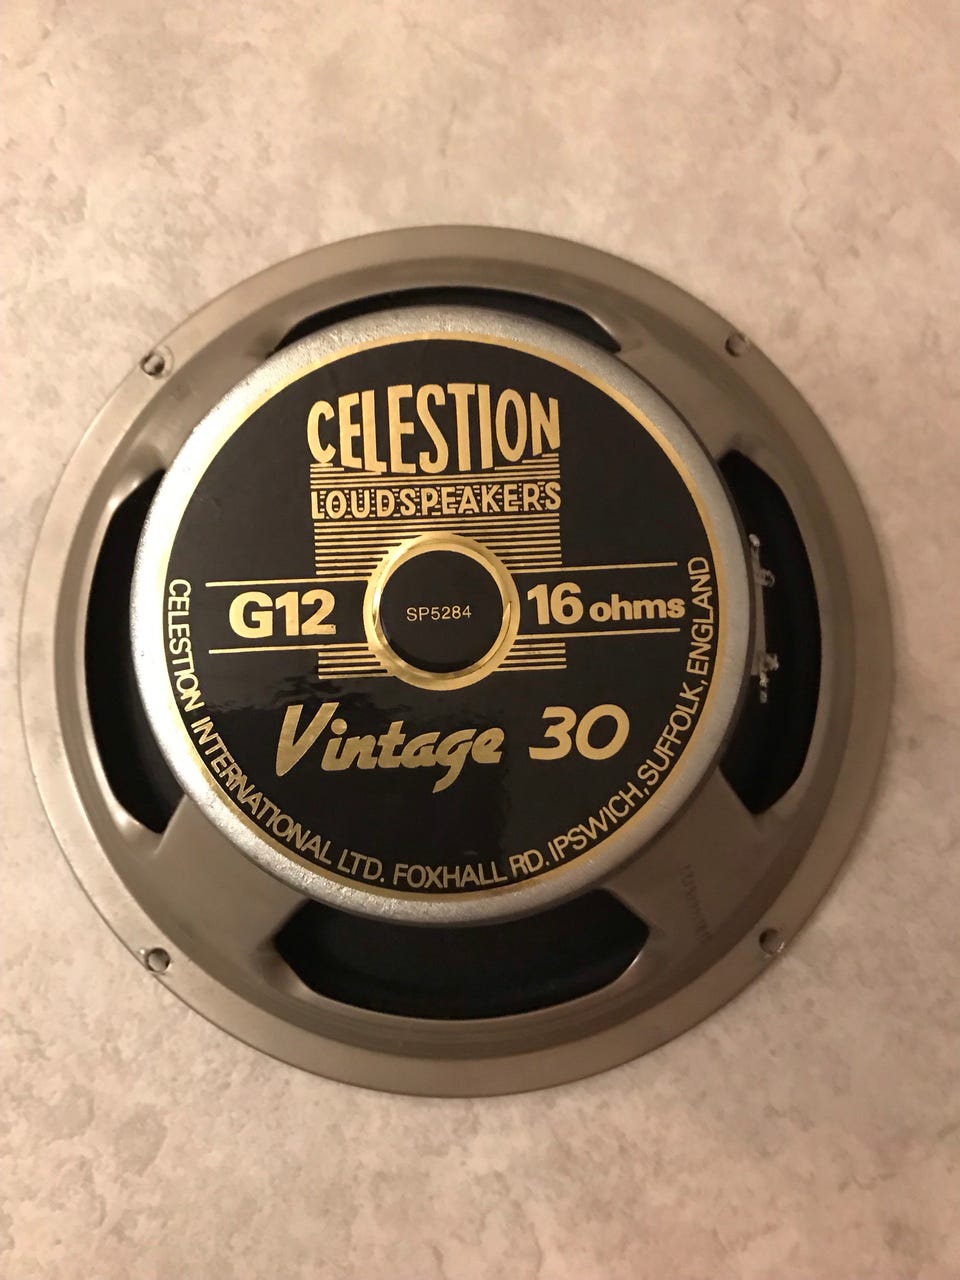 CELESTION
LOUDSPEAKERS
G12
SP5284
16 ohms
Vintage 30
CELESTION INTERNATIONAL LTD. FOXHALL RD. IPSWICH, SUFFOLK, ENGLAND